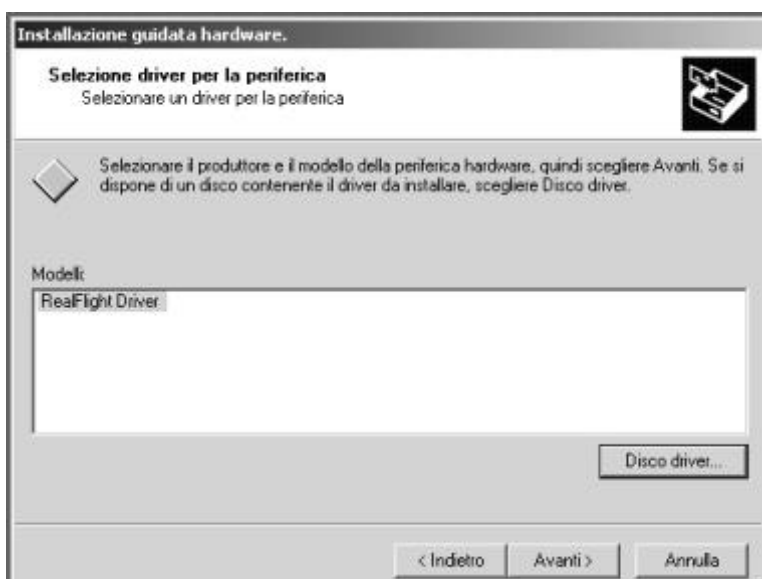 Installazione guidata hardware.
Selezione driver per la periferica
Selezionare un driver per la periferica
Selezionare il produttore e il modello della periferica hardware, quindi scegliere Avanti. Se si
dispone di un disco contenente il driver da installare, scegliere Disco driver.
Modelli:
RealFlight Driver
Disco driver...
< Indietro
Avanti >
Annulla